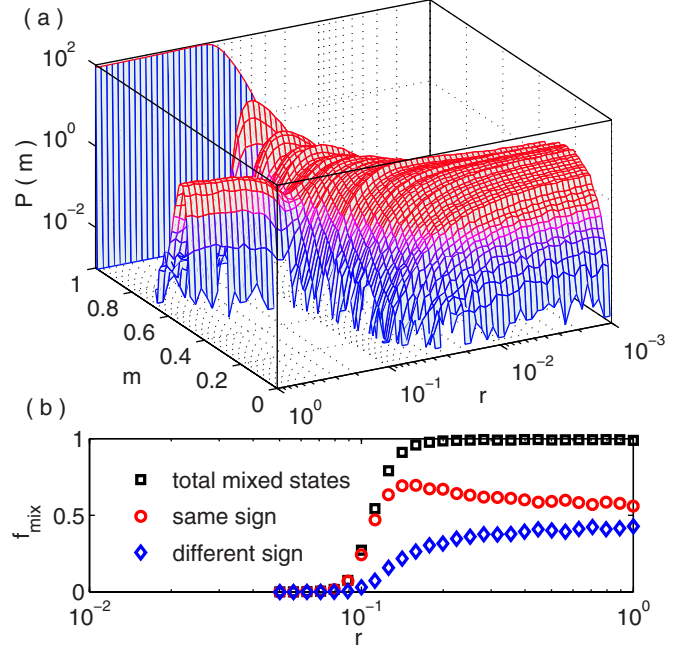 ( a )
10^2
10^0
10^-2
P ( m )
1
0.8
0.6
0.4
0.2
0
m
10^0
10^-1
10^-2
10^-3
r
( b )
1
0.5
0
f_mix
total mixed states
same sign
different sign
10^-2
10^-1
10^0
r